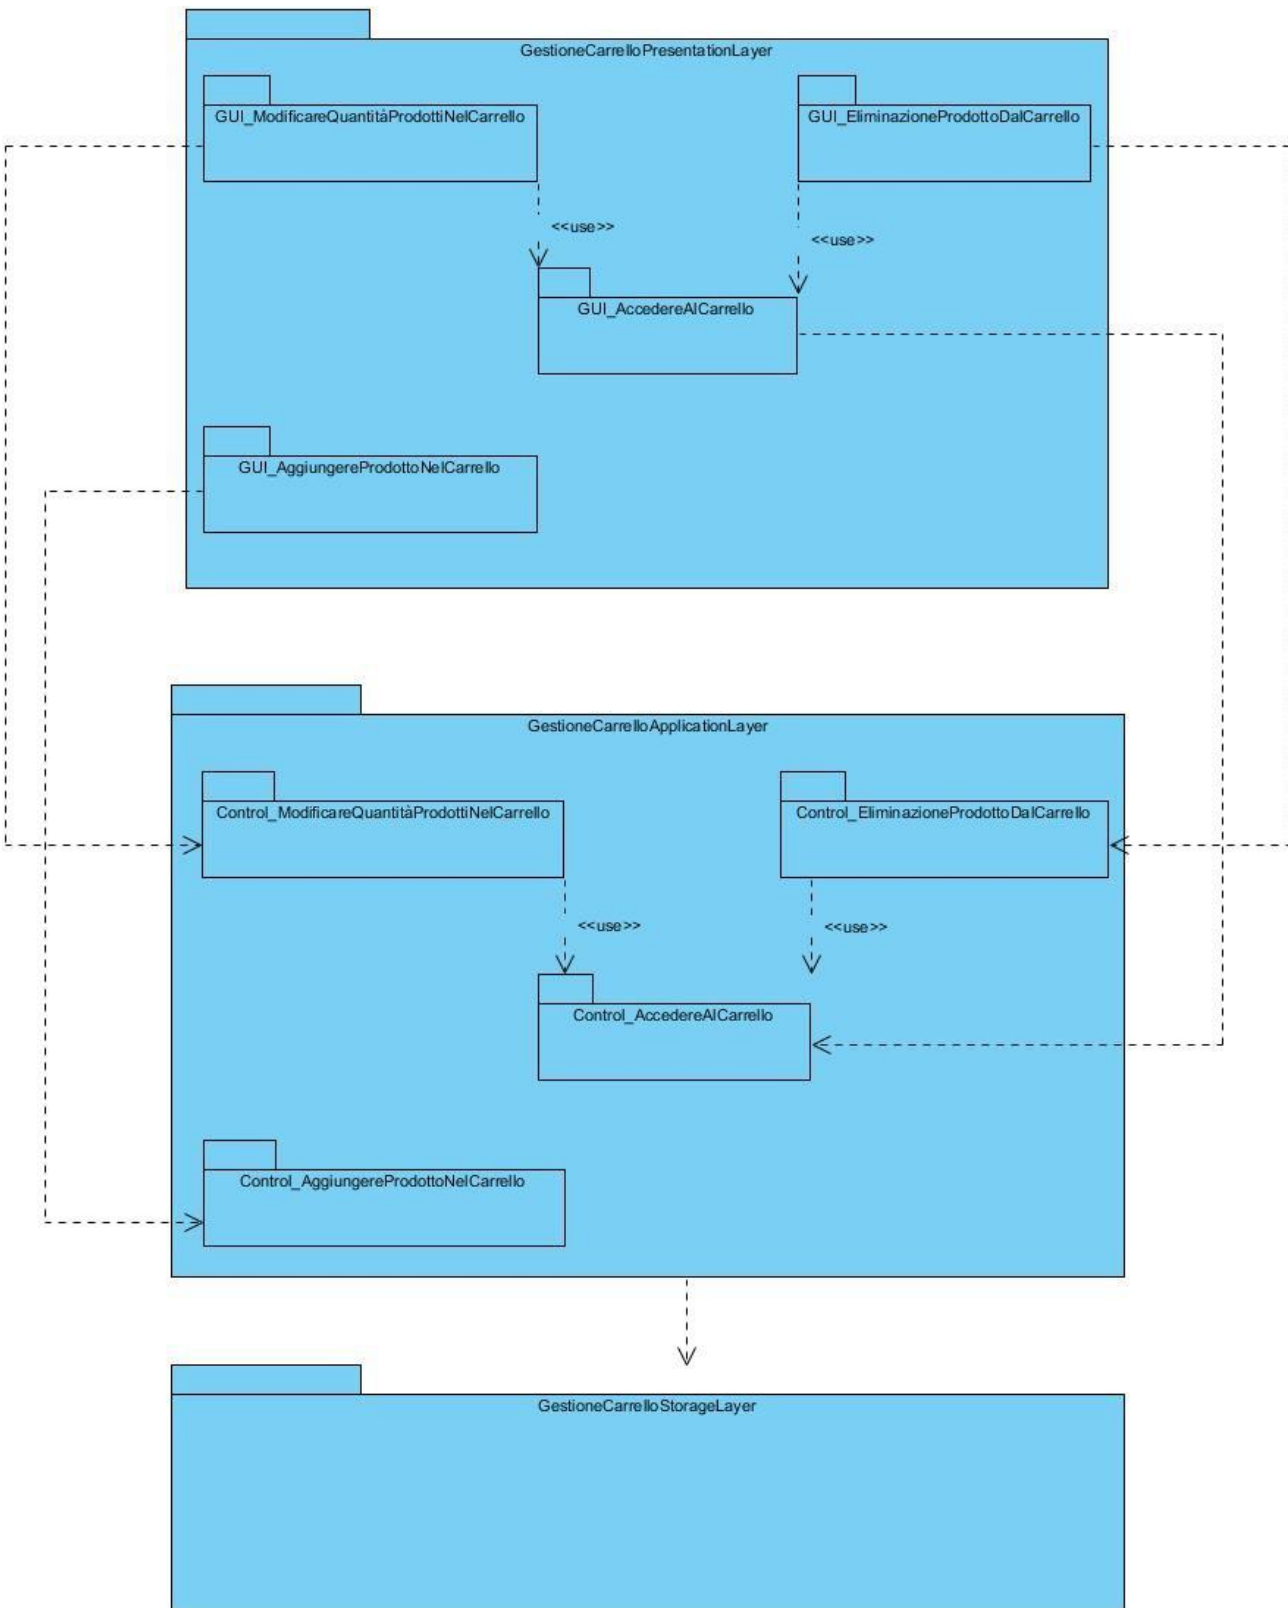 GestioneCarrelloPresentationLayer
GUI_ModificareQuantitàProdottiNelCarrello
GUI_EliminazioneProdottoDalCarrello
<<use>>
<<use>>
GUI_AccedereAlCarrello
GUI_AggiungereProdottoNelCarrello
GestioneCarrelloApplicationLayer
Control_ModificareQuantitàProdottiNelCarrello
Control_EliminazioneProdottoDalCarrello
<<use>>
<<use>>
Control_AccedereAlCarrello
Control_AggiungereProdottoNelCarrello
GestioneCarrelloStorageLayer